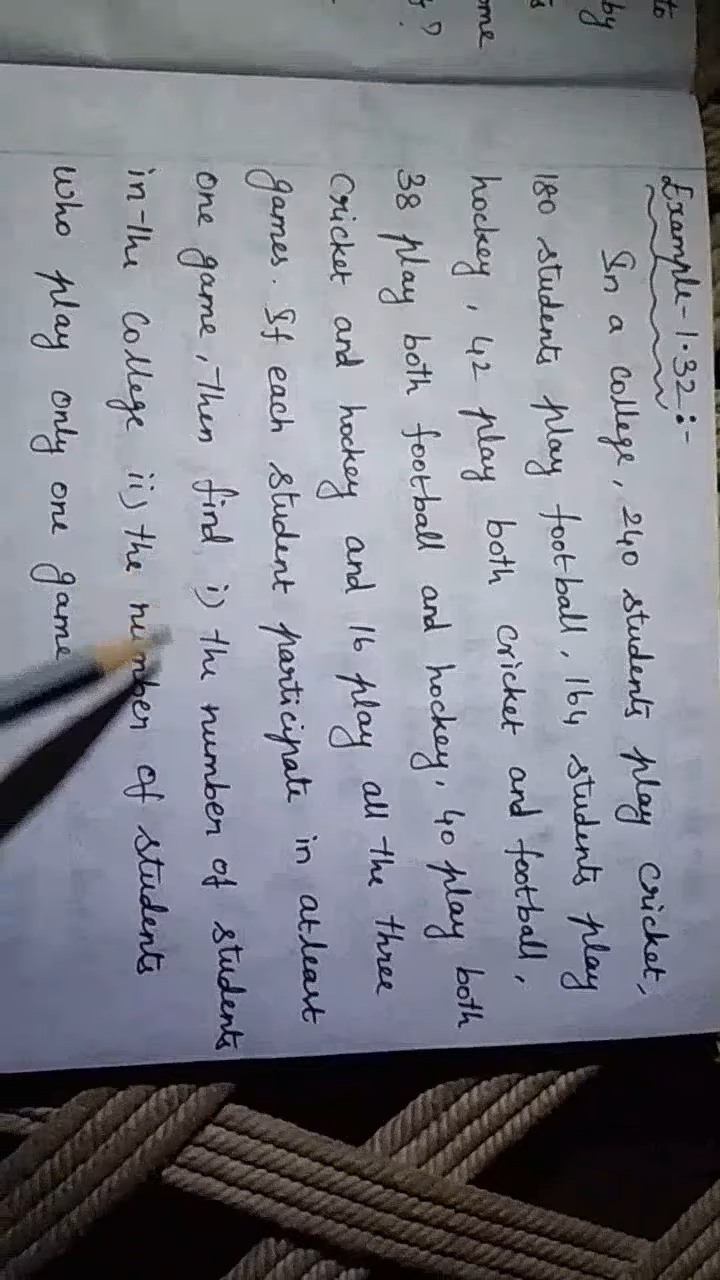 to
by
s
ome
?
Example-1.32:-
In a college, 240 students play cricket,
180 students play football, 164 students play
hockey, 42 play both cricket and football,
38 play both football and hockey, 40 play both
cricket and hockey and 16 play all the three
games. If each student participate in atleast
one game, then find i) the number of students
in the college ii) the number of students
who play only one game